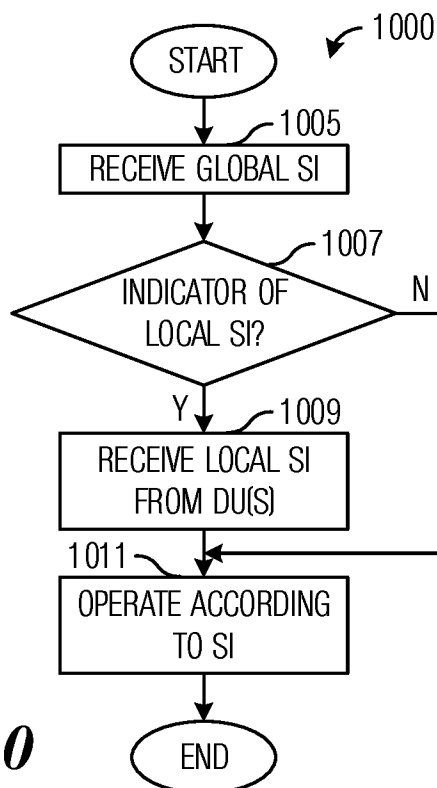 1000
START
1005
RECEIVE GLOBAL SI
1007
INDICATOR OF
LOCAL SI?
N
Y
1009
RECEIVE LOCAL SI
FROM DU(S)
1011
OPERATE ACCORDING
TO SI
0
END